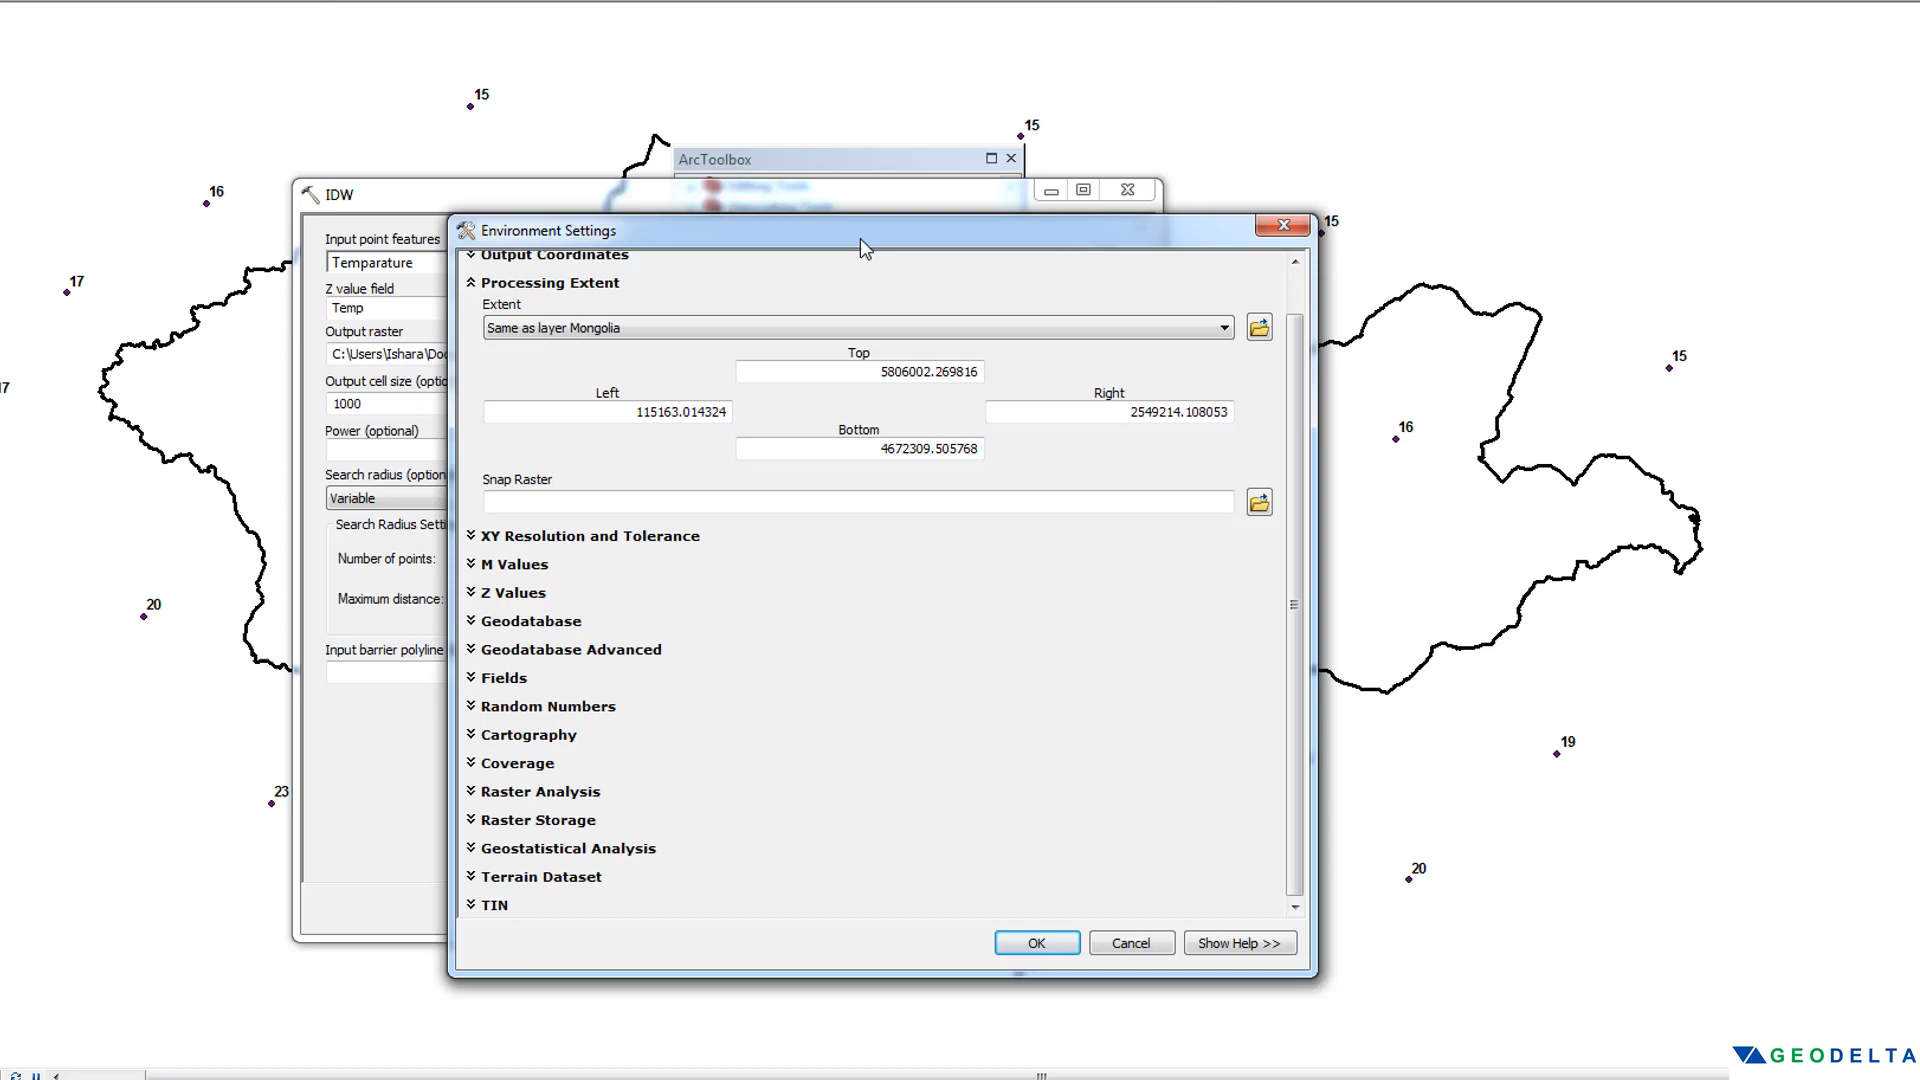 15
15
ArcToolbox
16
IDW
15
Environment Settings
Input point features
Output Coordinates
Temparature
17
Processing Extent
Z value field
Extent
Temp
Same as layer Mongolia
Output raster
Top
C:\Users\Ishara\Doc
15
5806002.269816
Output cell size (optio
17
Left
Right
1000
115163.014324
2549214.108053
Power (optional)
Bottom
16
4672309.505768
Search radius (option
Snap Raster
Variable
Search Radius Setti
XY Resolution and Tolerance
Number of points:
M Values
Z Values
Maximum distance:
20
Geodatabase
Input barrier polyline
Geodatabase Advanced
Fields
Random Numbers
Cartography
19
Coverage
Raster Analysis
23
Raster Storage
Geostatistical Analysis
Terrain Dataset
20
TIN
OK
Cancel
Show Help >>
GEODELTA